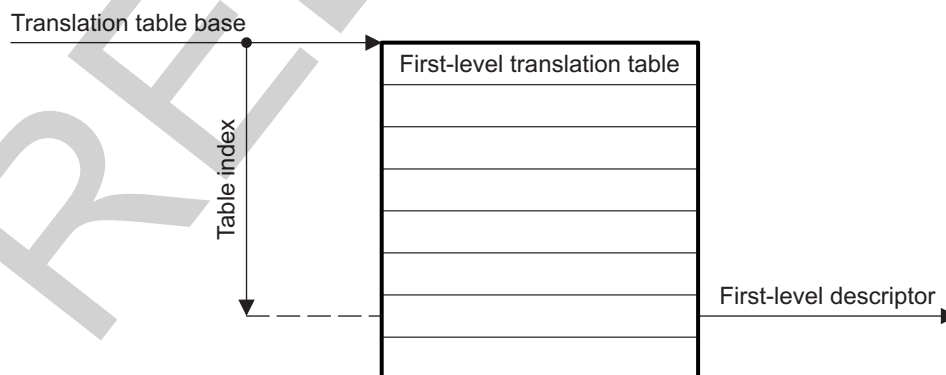 Translation table base
First-level translation table
Table index
First-level descriptor